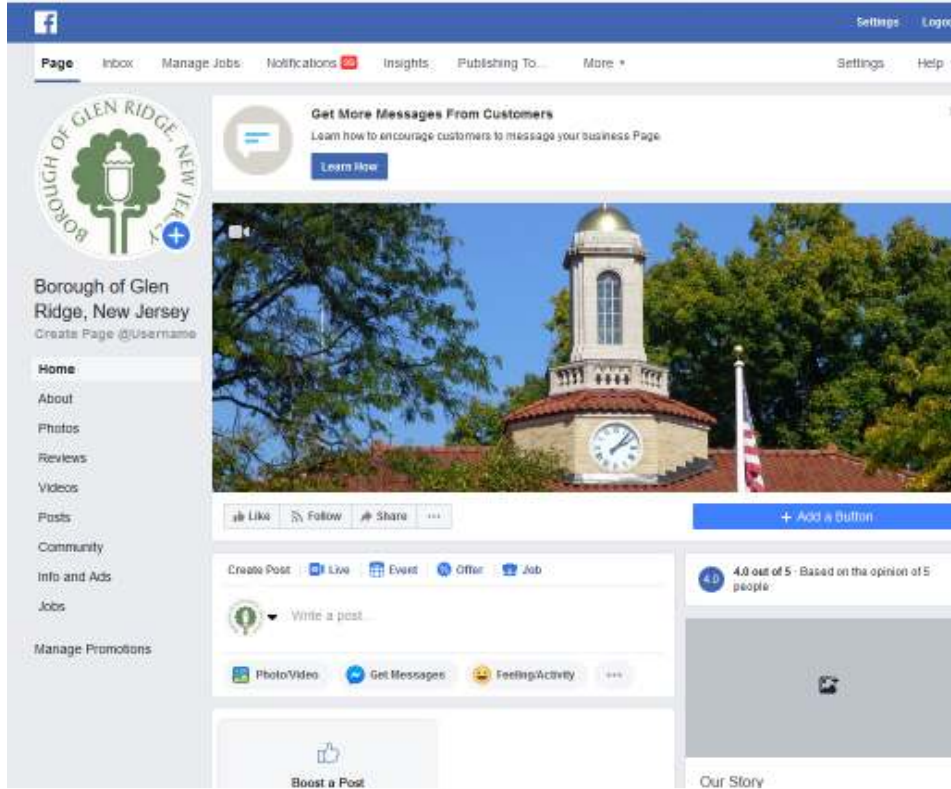 Settings Logou
Page Inbox Manage Jobs Notifications Insights Publishing To... More Settings Help
BOROUGH OF GLEN RIDGE, NEW JERSEY
Get More Messages From Customers
Learn how to encourage customers to message your business Page.
Learn How
Borough of Glen
Ridge, New Jersey
Create Page @Username
Home
About
Photos
Reviews
Videos
Posts
Community
Info and Ads
Jobs
Manage Promotions
Like Follow Share ...
+ Add a Button
Create Post Live Event Offer Job
Write a post...
Photo/Video Get Messages Feeling/Activity ...
4.0
4.0 out of 5 · Based on the opinion of 5
people
Boost a Post
Our Story